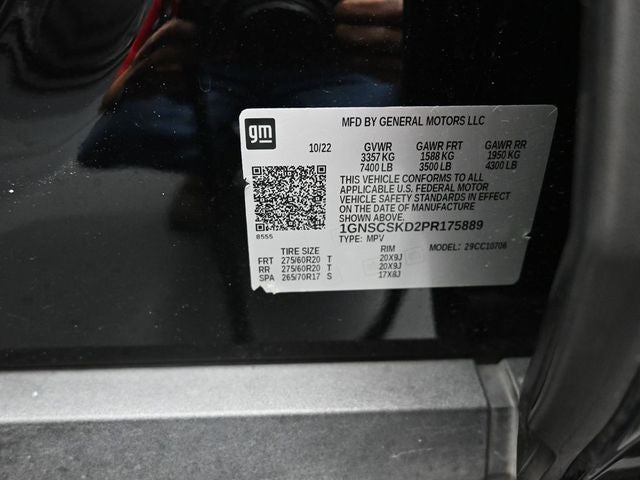 gm
MFD BY GENERAL MOTORS LLC
10/22 GVWR GAWR FRT GAWR RR
3357 KG 1588 KG 1950 KG
7400 LB 3500 LB 4300 LB
THIS VEHICLE CONFORMS TO ALL
APPLICABLE U.S. FEDERAL MOTOR
VEHICLE SAFETY STANDARDS IN EFFECT
ON THE DATE OF MANUFACTURE
SHOWN ABOVE.
1GNSCSKD2PR175889
8555
TYPE: MPV MODEL: 29CC10706
TIRE SIZE RIM
FRT 275/60R20 T 20X9J
RR 275/60R20 T 20X9J
SPA 265/70R17 S 17X8J